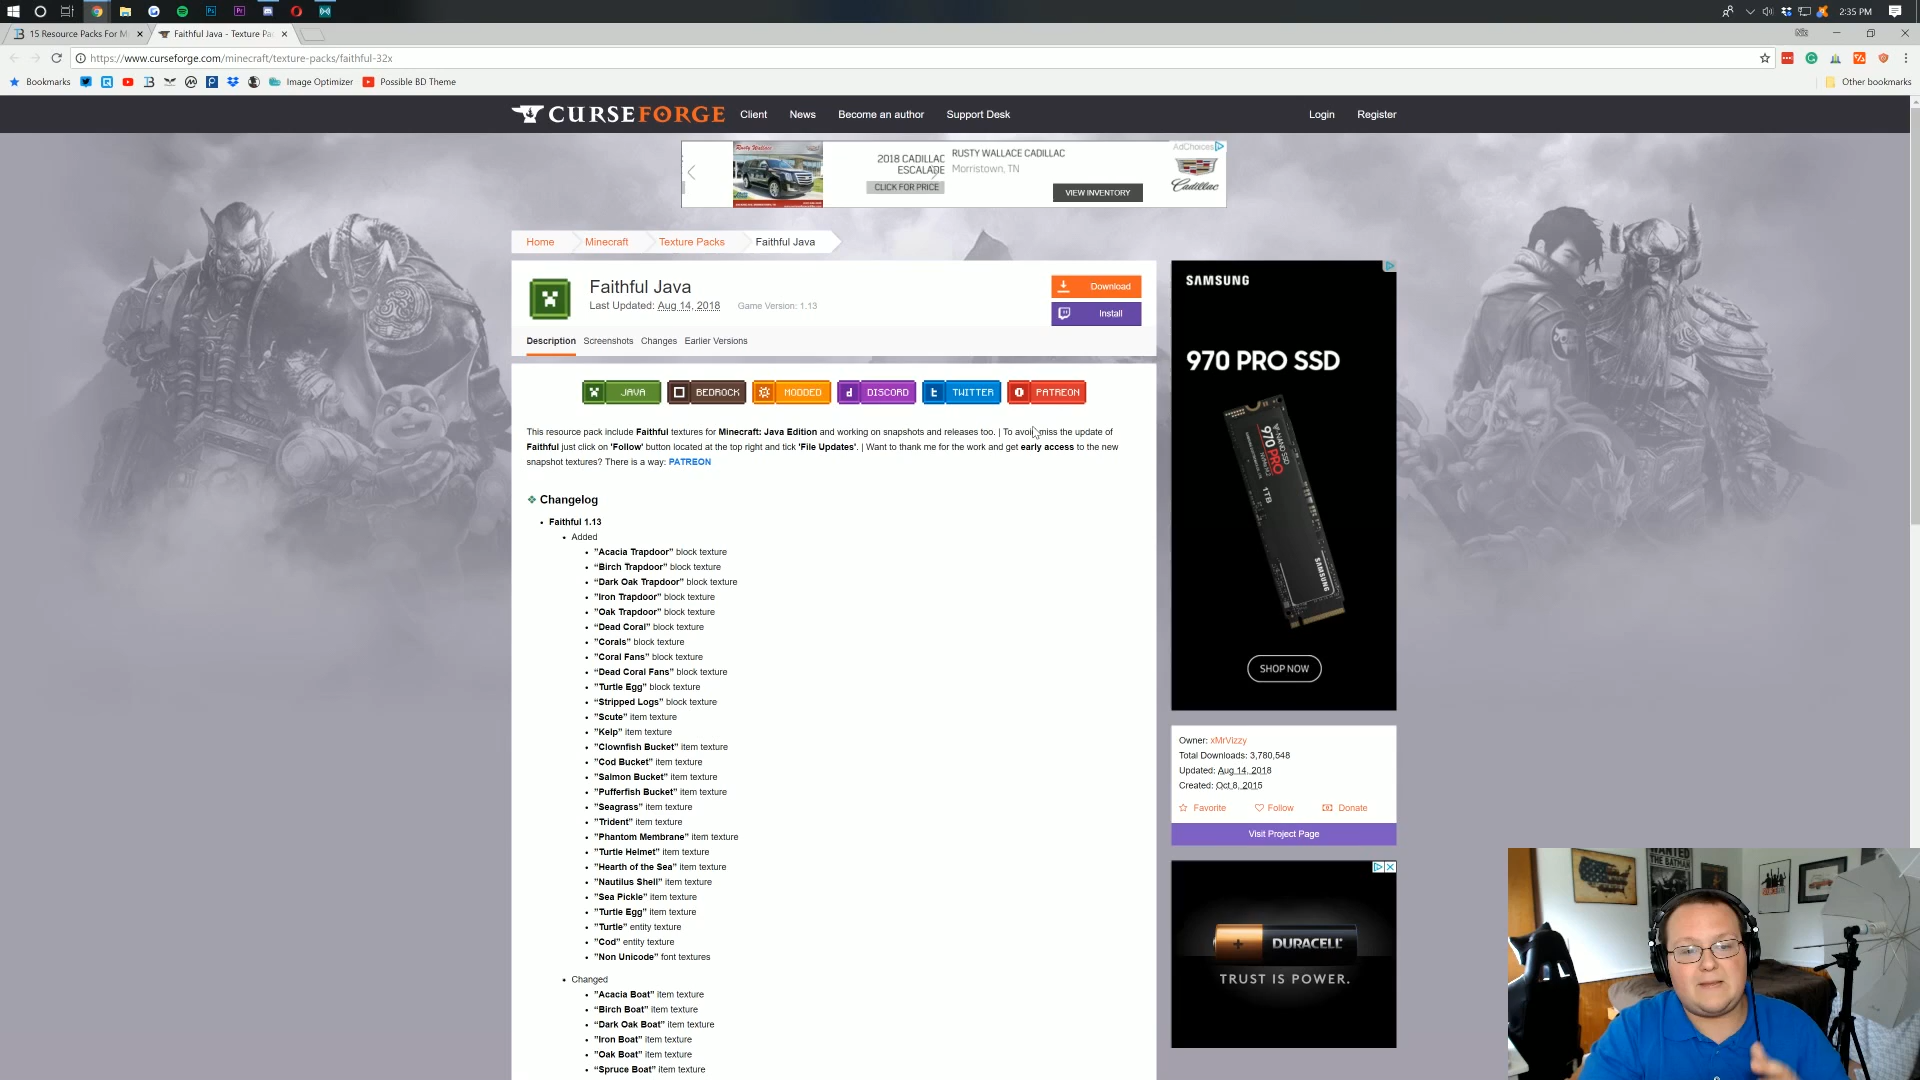 2:35 PM
15 Resource Packs For M
Faithful Java - Texture Pa
https://www.curseforge.com/minecraft/texture-packs/faithful-32x
Bookmarks
Image Optimizer
Possible BD Theme
Other bookmarks
CURSEFORGE
Client
News
Become an author
Support Desk
Login
Register
Rusty Wallace
2018 CADILLAC
ESCALADE
CLICK FOR PRICE
RUSTY WALLACE CADILLAC
Morristown, TN
VIEW INVENTORY
AdChoices
Cadillac
Home
Minecraft
Texture Packs
Faithful Java
Faithful Java
Last Updated: Aug 14, 2018
Game Version: 1.13
Download
Install
Description
Screenshots
Changes
Earlier Versions
JAVA
BEDROCK
MODDED
DISCORD
TWITTER
PATREON
This resource pack include Faithful textures for Minecraft: Java Edition and working on snapshots and releases too. | To avoid miss the update of
Faithful just click on 'Follow' button located at the top right and tick 'File Updates'. | Want to thank me for the work and get early access to the new
snapshot textures? There is a way: PATREON
Changelog
Faithful 1.13
Added
"Acacia Trapdoor" block texture
"Birch Trapdoor" block texture
"Dark Oak Trapdoor" block texture
"Iron Trapdoor" block texture
"Oak Trapdoor" block texture
"Dead Coral" block texture
"Corals" block texture
"Coral Fans" block texture
"Dead Coral Fans" block texture
"Turtle Egg" block texture
"Stripped Logs" block texture
"Scute" item texture
"Kelp" item texture
"Clownfish Bucket" item texture
"Cod Bucket" item texture
"Salmon Bucket" item texture
"Pufferfish Bucket" item texture
"Seagrass" item texture
"Trident" item texture
"Phantom Membrane" item texture
"Turtle Helmet" item texture
"Hearth of the Sea" item texture
"Nautilus Shell" item texture
"Sea Pickle" item texture
"Turtle Egg" item texture
"Turtle" entity texture
"Cod" entity texture
"Non Unicode" font textures
Changed
"Acacia Boat" item texture
"Birch Boat" item texture
"Dark Oak Boat" item texture
"Iron Boat" item texture
"Oak Boat" item texture
"Spruce Boat" item texture
SAMSUNG
970 PRO SSD
V-NAND SSD
970 PRO
1TB
SAMSUNG
SHOP NOW
Owner: xMrVizzy
Total Downloads: 3,780,548
Updated: Aug 14, 2018
Created: Oct 8, 2015
Favorite
Follow
Donate
Visit Project Page
DURACELL
TRUST IS POWER.
WANTED
THE BATMAN